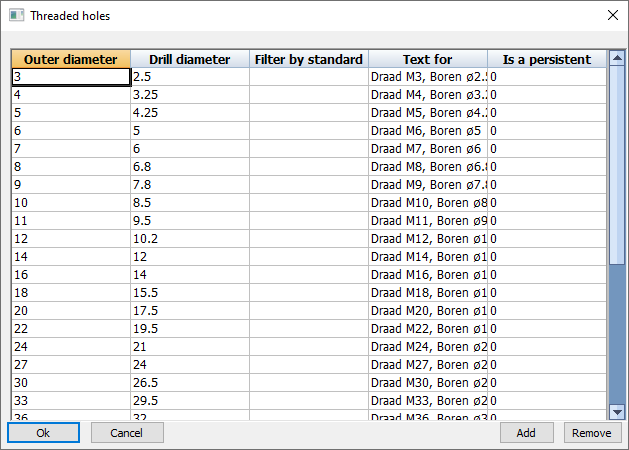 Threaded holes
Outer diameter Drill diameter Filter by standard Text for Is a persistent
3 2.5 Draad M3, Boren ø2.5 0
4 3.25 Draad M4, Boren ø3.2 0
5 4.25 Draad M5, Boren ø4.2 0
6 5 Draad M6, Boren ø5 0
7 6 Draad M7, Boren ø6 0
8 6.8 Draad M8, Boren ø6.8 0
9 7.8 Draad M9, Boren ø7.8 0
10 8.5 Draad M10, Boren ø8 0
11 9.5 Draad M11, Boren ø9 0
12 10.2 Draad M12, Boren ø1 0
14 12 Draad M14, Boren ø1 0
16 14 Draad M16, Boren ø1 0
18 15.5 Draad M18, Boren ø1 0
20 17.5 Draad M20, Boren ø1 0
22 19.5 Draad M22, Boren ø1 0
24 21 Draad M24, Boren ø2 0
27 24 Draad M27, Boren ø2 0
30 26.5 Draad M30, Boren ø2 0
33 29.5 Draad M33, Boren ø2 0
36 32 Draad M36, Boren ø3 0
Ok Cancel Add Remove